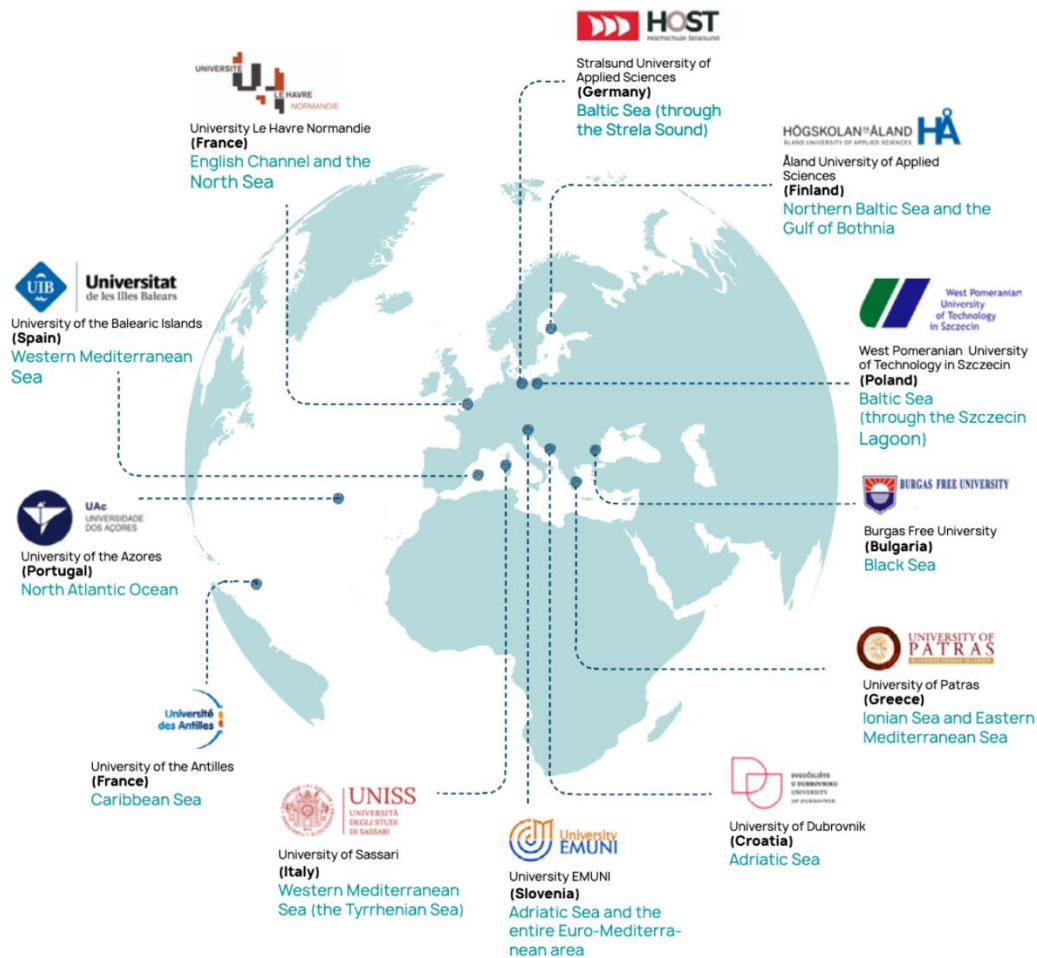 HOST
Hochschule Stralsund
Stralsund University of
Applied Sciences
(Germany)
Baltic Sea (through
the Strela Sound)
UNIVERSITÉ
LE HAVRE
NORMANDIE
University Le Havre Normandie
(France)
English Channel and the
North Sea
HÖGSKOLAN PÅ ÅLAND HÅ
ÅLAND UNIVERSITY OF APPLIED SCIENCES
Åland University of Applied
Sciences
(Finland)
Northern Baltic Sea and the
Gulf of Bothnia
UIB
Universitat
de les Illes Balears
University of the Balearic Islands
(Spain)
Western Mediterranean
Sea
West Pomeranian
University
of Technology
in Szczecin
West Pomeranian University
of Technology in Szczecin
(Poland)
Baltic Sea
(through the Szczecin
Lagoon)
UAc
UNIVERSIDADE
DOS AÇORES
University of the Azores
(Portugal)
North Atlantic Ocean
BURGAS FREE UNIVERSITY
Burgas Free University
(Bulgaria)
Black Sea
UNIVERSITY OF
PATRAS
University of Patras
(Greece)
Ionian Sea and Eastern
Mediterranean Sea
Université
des Antilles
University of the Antilles
(France)
Caribbean Sea
UNISS
UNIVERSITÀ
DEGLI STUDI
DI SASSARI
University of Sassari
(Italy)
Western Mediterranean
Sea (the Tyrrhenian Sea)
University
EMUNI
University EMUNI
(Slovenia)
Adriatic Sea and the
entire Euro-Mediterra-
nean area
SVEUČILIŠTE
U DUBROVNIKU
UNIVERSITY
OF DUBROVNIK
University of Dubrovnik
(Croatia)
Adriatic Sea